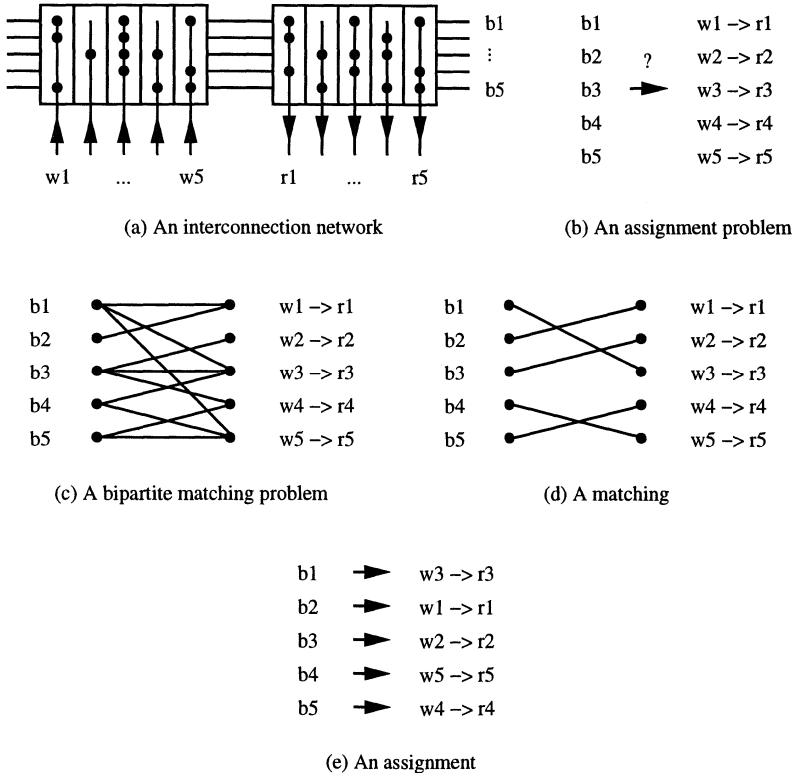 b1 b1 w1 -> r1
⋮ b2 ? w2 -> r2
b5 b3 w3 -> r3
b4 w4 -> r4
b5 w5 -> r5
w1 ... w5 r1 ... r5
(a) An interconnection network (b) An assignment problem
b1 w1 -> r1 b1 w1 -> r1
b2 w2 -> r2 b2 w2 -> r2
b3 w3 -> r3 b3 w3 -> r3
b4 w4 -> r4 b4 w4 -> r4
b5 w5 -> r5 b5 w5 -> r5
(c) A bipartite matching problem (d) A matching
b1 w3 -> r3
b2 w1 -> r1
b3 w2 -> r2
b4 w5 -> r5
b5 w4 -> r4
(e) An assignment